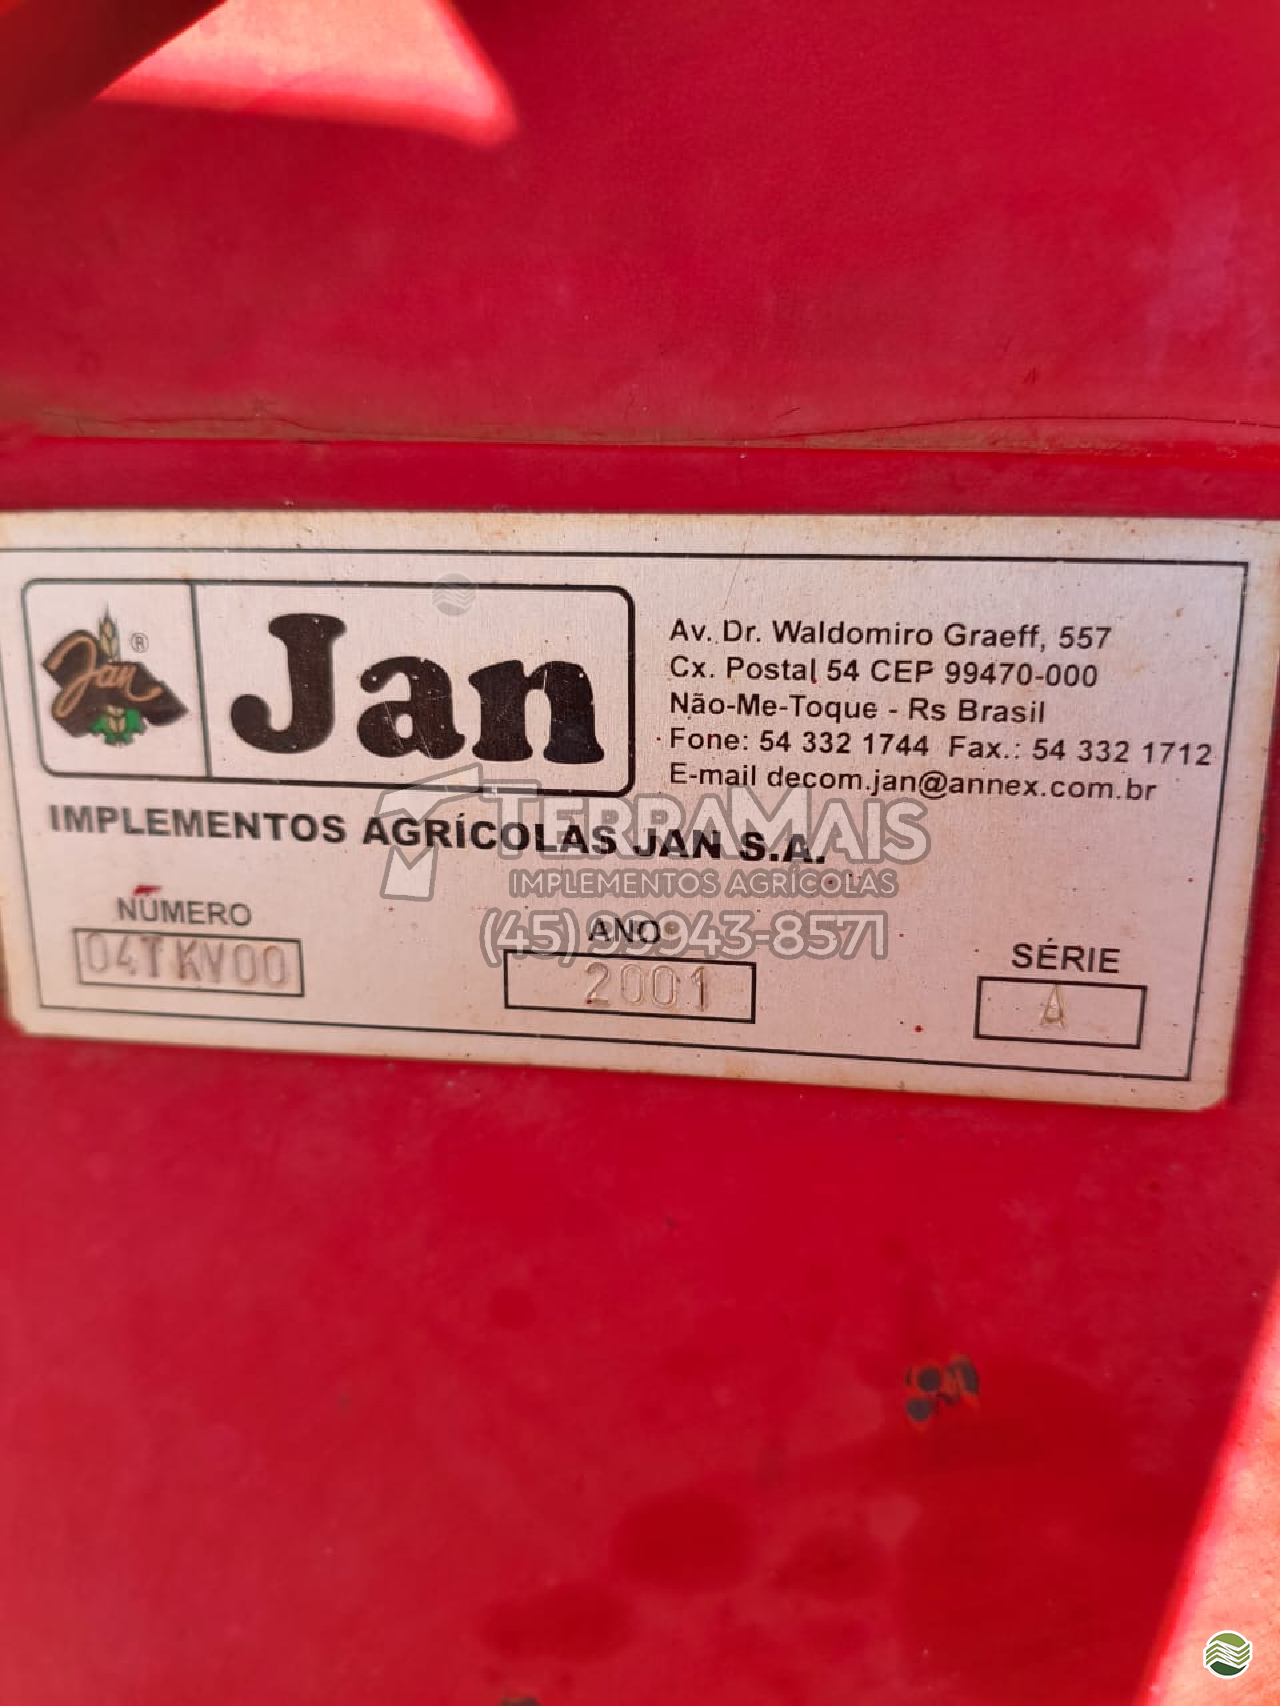 Jan ®
Jan
Av. Dr. Waldomiro Graeff, 557
Cx. Postal 54 CEP 99470-000
Não-Me-Toque - Rs Brasil
Fone: 54 332 1744 Fax.: 54 332 1712
E-mail decom.jan@annex.com.br
IMPLEMENTOS AGRÍCOLAS JAN S.A.
TERRAMAIS
IMPLEMENTOS AGRÍCOLAS
(45) 99943-8571
NÚMERO
04TKV00
ANO
2001
SÉRIE
A